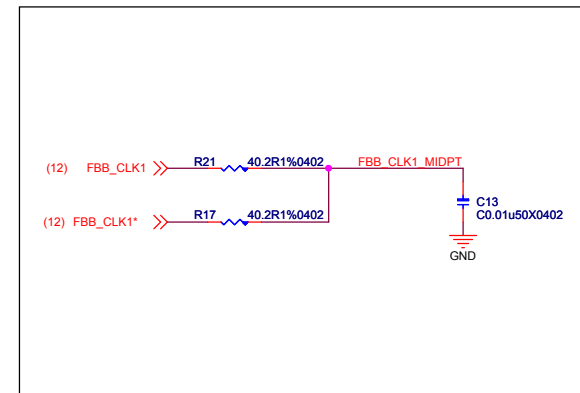 (12) FBB_CLK1 R21 40.2R1%0402 FBB_CLK1_MIDPT
C13
C0.01u50X0402
(12) FBB_CLK1* R17 40.2R1%0402
GND